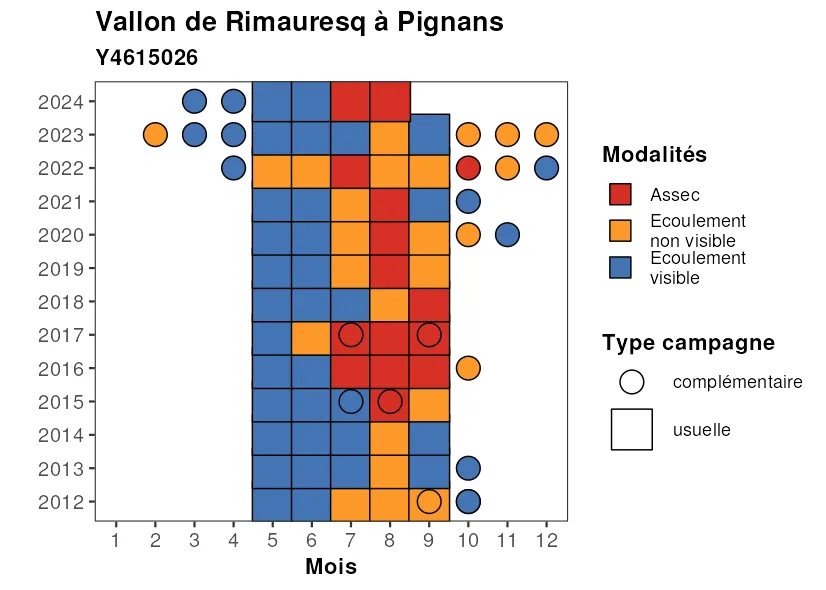 Vallon de Rimauresq à Pignans
Y4615026
2024
2023
2022
2021
2020
2019
2018
2017
2016
2015
2014
2013
2012
1 2 3 4 5 6 7 8 9 10 11 12
Mois
Modalités
Assec
Ecoulement
non visible
Ecoulement
visible
Type campagne
complémentaire
usuelle